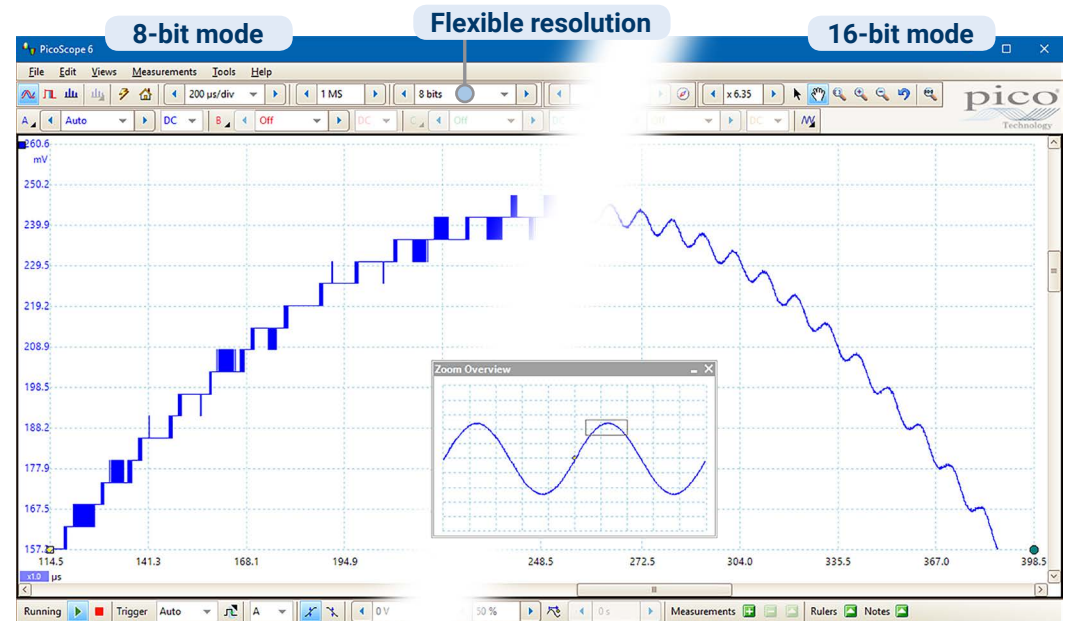 8-bit mode
Flexible resolution
16-bit mode
PicoScope 6
File Edit Views Measurements Tools Help
200 µs/div 1 MS 8 bits x 6.35
pico
Technology
A Auto DC B Off DC C Off DC
260.6
mV
250.2
239.9
229.5
219.2
208.9
198.5
188.2
177.9
167.5
Zoom Overview
114.5 141.3 168.1 194.9 248.5 272.5 304.0 335.5 367.0 398.5
x1.0 µs
Running Trigger Auto A 0 V 50 % 0 s Measurements Rulers Notes